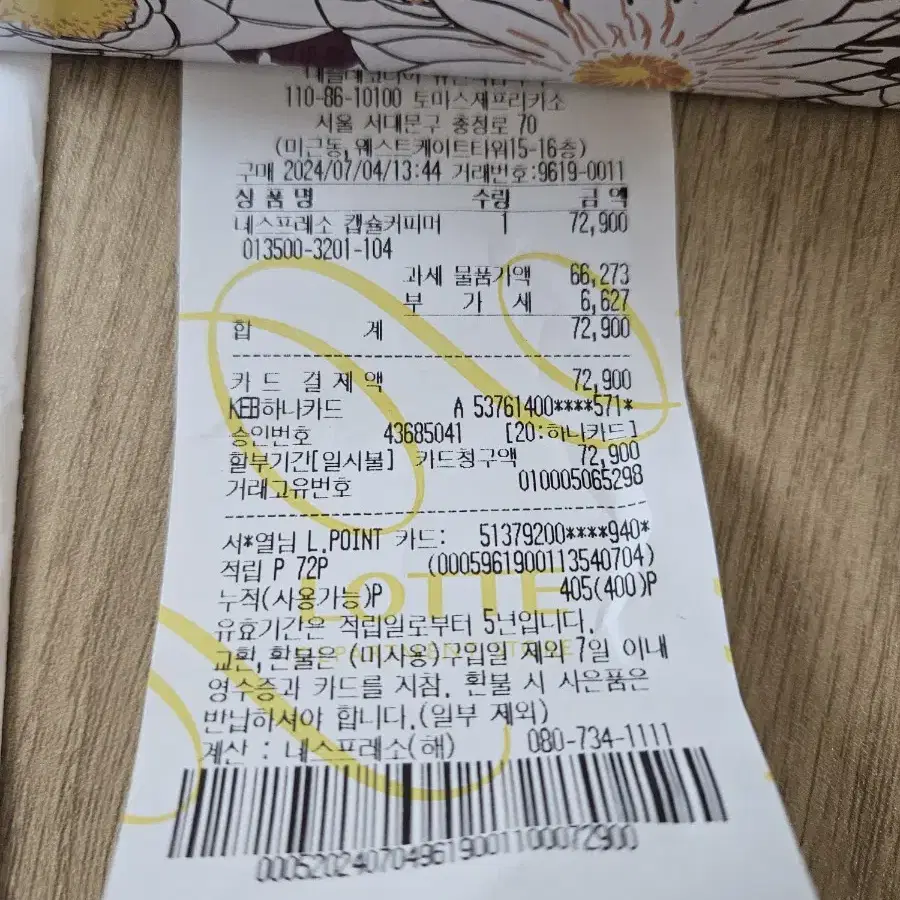 110-86-10100 토마스제프리카소
서울 서대문구 충정로 70
(미근동,웨스트게이트타워15-16층)
구매 2024/07/04/13:44 거래번호:9619-0011
상 품 명 수량 금 액
네스프레소 캡슐커피머 1 72,900
013500-3201-104
과세 물품가액 66,273
부 가 세 6,627
합 계 72,900
카 드 결 제 액 72,900
KEB하나카드 A 53761400****571*
승인번호 43685041 [20:하나카드]
할부기간[일시불] 카드청구액 72,900
거래고유번호 010005065298
서*열님 L.POINT 카드: 51379200****940*
적립 P 72P (0005961900113540704)
누적(사용가능)P 405(400)P
LOTTE
유효기간은 적립일로부터 5년입니다.
교환,환불은 (미사용)구입일 제외 7일 이내
영수증과 카드를 지참. 환불 시 사은품은
반납하셔야 합니다.(일부 제외)
계산 : 네스프레소(해) 080-734-1111
0005202407049619001100072900